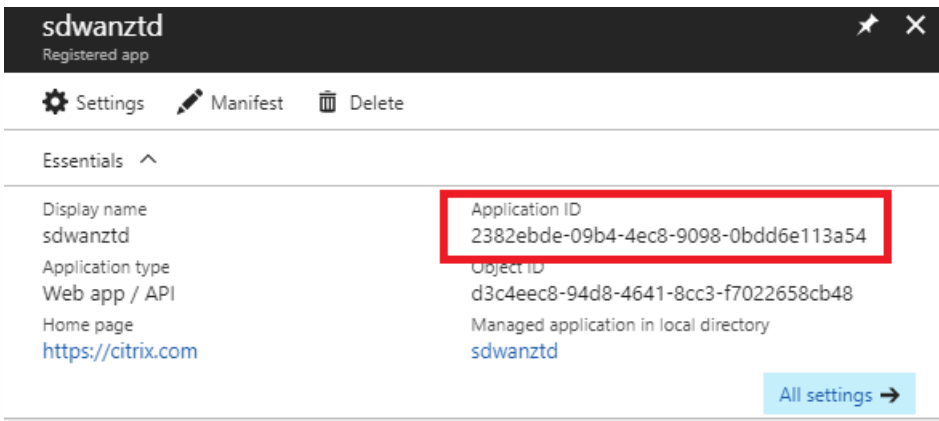 sdwanztd
Registered app
Settings Manifest Delete
Essentials
Display name
sdwanztd
Application ID
2382ebde-09b4-4ec8-9098-0bdd6e113a54
Application type
Web app / API
Object ID
d3c4eec8-94d8-4641-8cc3-f7022658cb48
Home page
https://citrix.com
Managed application in local directory
sdwanztd
All settings